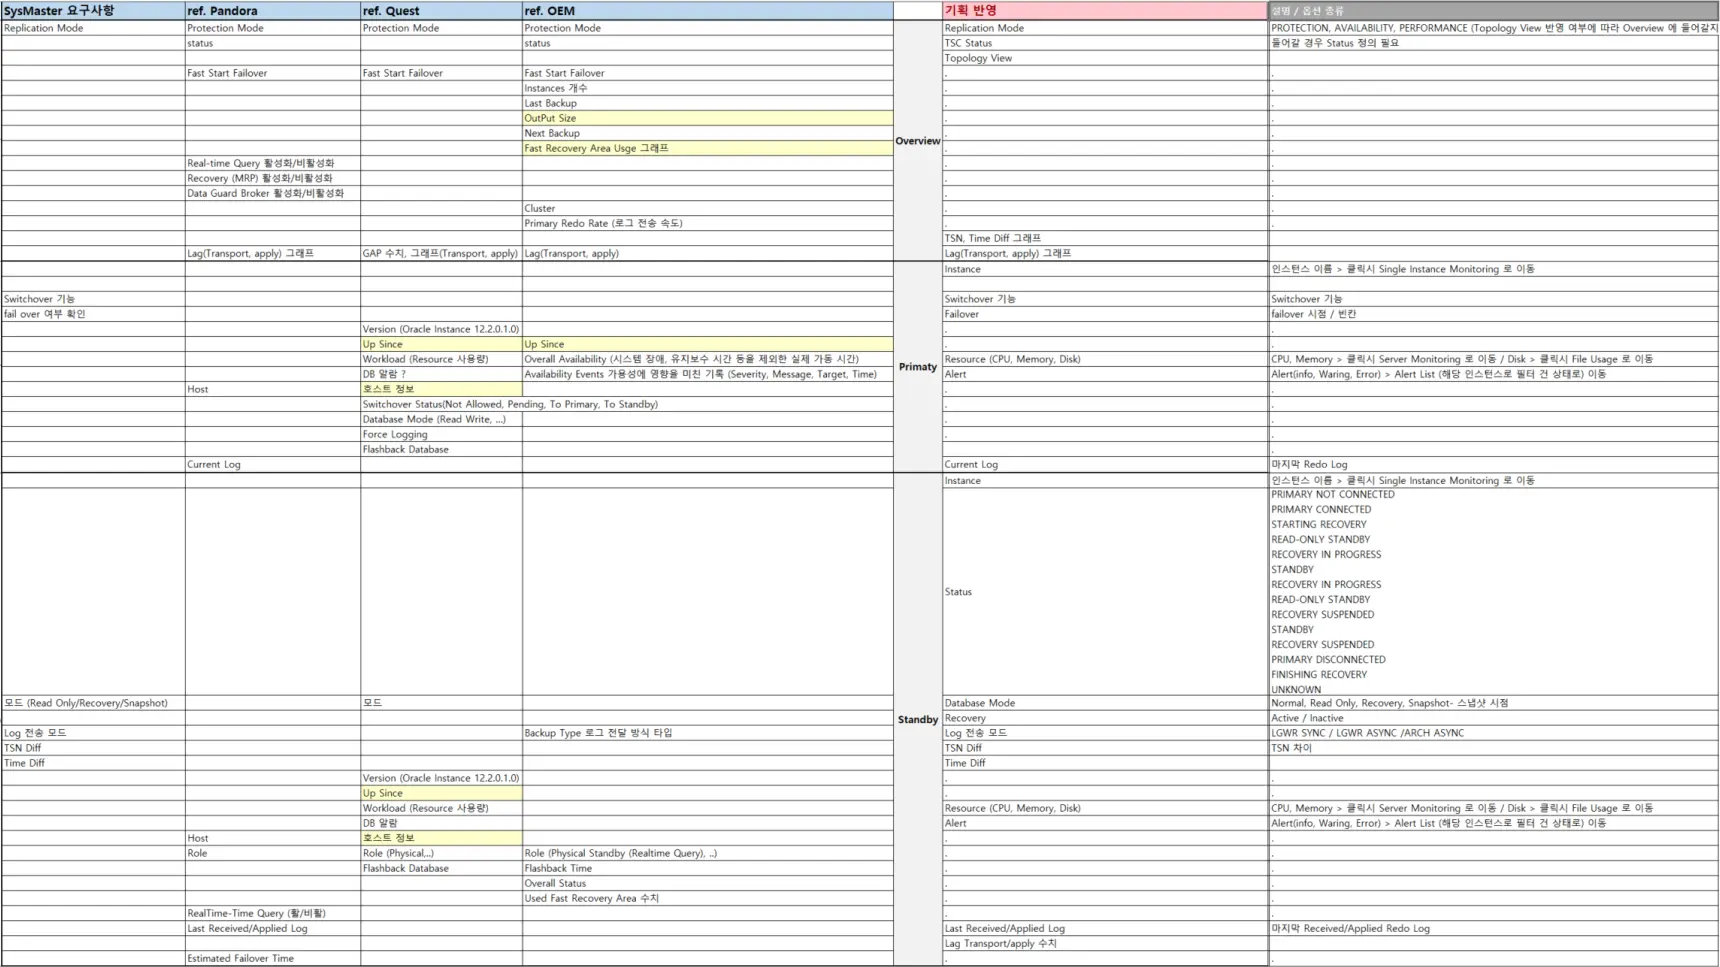 SysMaster 요구사항 ref. Pandora ref. Quest ref. OEM 기획 반영 설명 / 옵션 종류
Replication Mode Protection Mode Protection Mode Protection Mode Replication Mode PROTECTION, AVAILABILITY, PERFORMANCE (Topology View 반영 여부에 따라 Overview 에 들어갈지
status status TSC Status 들어갈 경우 Status 정의 필요
Topology View
Fast Start Failover Fast Start Failover Fast Start Failover . .
Instances 개수 . .
Last Backup . .
OutPut Size . .
Next Backup . .
Overview
Fast Recovery Area Usge 그래프 . .
Real-time Query 활성화/비활성화 . .
Recovery (MRP) 활성화/비활성화 . .
Data Guard Broker 활성화/비활성화 . .
Cluster . .
Primary Redo Rate (로그 전송 속도) . .
TSN, Time Diff 그래프
Lag(Transport, apply) 그래프 GAP 수치, 그래프(Transport, apply) Lag(Transport, apply) Lag(Transport, apply) 그래프
Instance 인스턴스 이름 > 클릭시 Single Instance Monitoring 로 이동
Switchover 기능 Switchover 기능 Switchover 기능
fail over 여부 확인 Failover failover 시점 / 빈칸
Version (Oracle Instance 12.2.0.1.0) . .
Up Since Up Since . .
Workload (Resource 사용량) Overall Availability (시스템 장애, 유지보수 시간 등을 제외한 실제 가동 시간) Resource (CPU, Memory, Disk) CPU, Memory > 클릭시 Server Monitoring 로 이동 / Disk > 클릭시 File Usage 로 이동
Primaty
DB 알람 ? Availability Events 가용성에 영향을 미친 기록 (Severity, Message, Target, Time) Alert Alert(info, Waring, Error) > Alert List (해당 인스턴스로 필터 건 상태로) 이동
Host 호스트 정보 . .
Switchover Status(Not Allowed, Pending, To Primary, To Standby) . .
Database Mode (Read Write, ...) . .
Force Logging . .
Flashback Database . .
Current Log Current Log 마지막 Redo Log
Instance 인스턴스 이름 > 클릭시 Single Instance Monitoring 로 이동
Status
PRIMARY NOT CONNECTED
PRIMARY CONNECTED
STARTING RECOVERY
READ-ONLY STANDBY
RECOVERY IN PROGRESS
STANDBY
RECOVERY IN PROGRESS
READ-ONLY STANDBY
RECOVERY SUSPENDED
STANDBY
RECOVERY SUSPENDED
PRIMARY DISCONNECTED
FINISHING RECOVERY
UNKNOWN
모드 (Read Only/Recovery/Snapshot) 모드 Database Mode Normal, Read Only, Recovery, Snapshot- 스냅샷 시점
Standby
Recovery Active / Inactive
Log 전송 모드 Backup Type 로그 전달 방식 타입 Log 전송 모드 LGWR SYNC / LGWR ASYNC /ARCH ASYNC
TSN Diff TSN Diff TSN 차이
Time Diff Time Diff
Version (Oracle Instance 12.2.0.1.0) . .
Up Since . .
Workload (Resource 사용량) Resource (CPU, Memory, Disk) CPU, Memory > 클릭시 Server Monitoring 로 이동 / Disk > 클릭시 File Usage 로 이동
DB 알람 Alert Alert(info, Waring, Error) > Alert List (해당 인스턴스로 필터 건 상태로) 이동
Host 호스트 정보 . .
Role Role (Physical,..) Role (Physical Standby (Realtime Query), ..) . .
Flashback Database Flashback Time . .
Overall Status . .
Used Fast Recovery Area 수치 . .
RealTime-Time Query (활/비활) . .
Last Received/Applied Log Last Received/Applied Log 마지막 Received/Applied Redo Log
Lag Transport/apply 수치
Estimated Failover Time . .